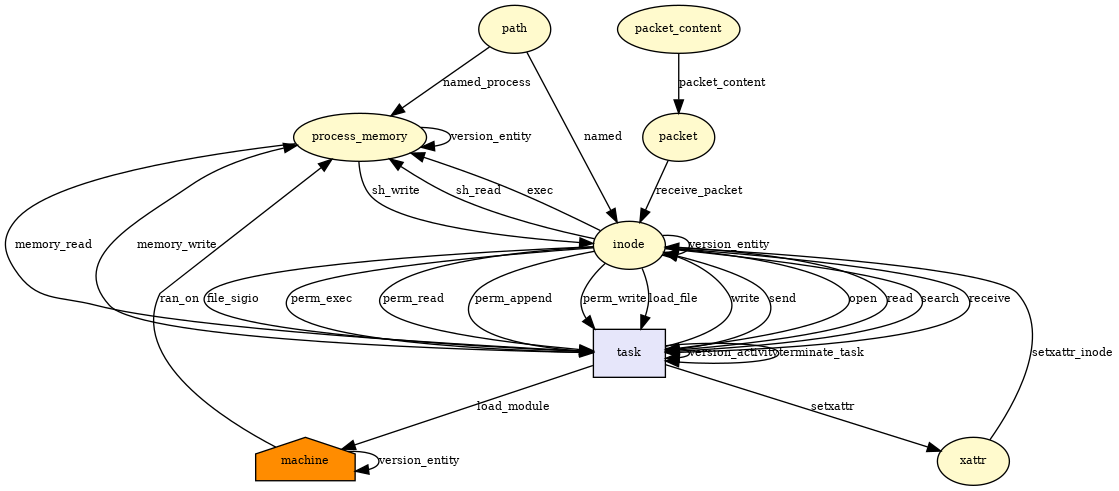 path
packet_content
named_process
packet_content
process_memory
version_entity
named
packet
sh_write
sh_read
exec
receive_packet
memory_read
memory_write
inode
version_entity
ran_on
file_sigio
perm_exec
perm_read
perm_append
perm_write
load_file
write
send
open
read
search
receive
task
version_activity
terminate_task
setxattr_inode
load_module
setxattr
machine
version_entity
xattr